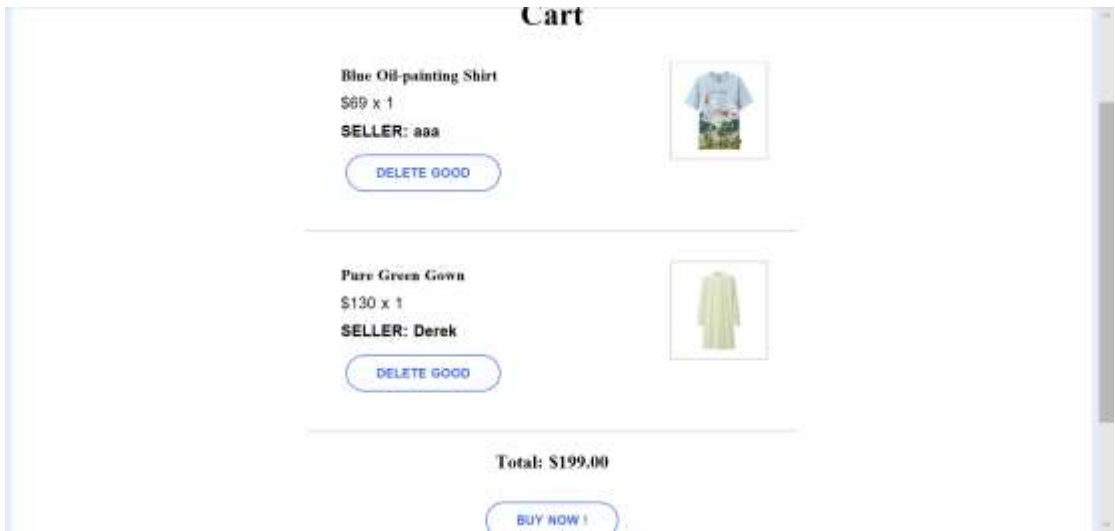 Cart
Blue Oil-painting Shirt
$69 x 1
SELLER: aaa
DELETE GOOD
Pure Green Gown
$130 x 1
SELLER: Derek
DELETE GOOD
Total: $199.00
BUY NOW !